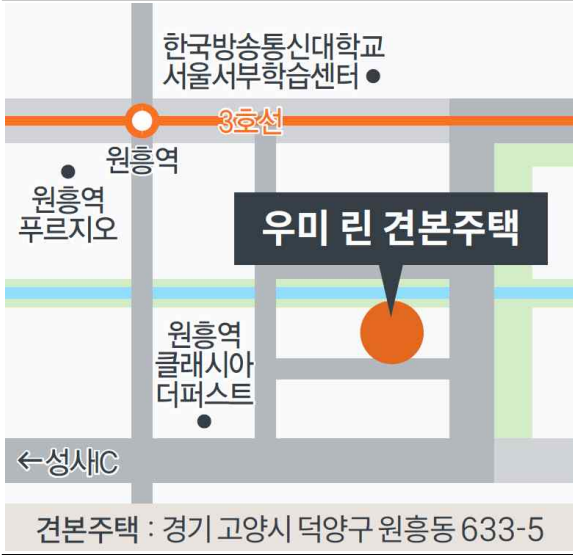 한국방송통신대학교
서울서부학습센터
3호선
원흥역
원흥역
푸르지오
우미 린 견본주택
원흥역
클래시아
더퍼스트
←성사IC
견본주택 : 경기 고양시 덕양구 원흥동 633-5